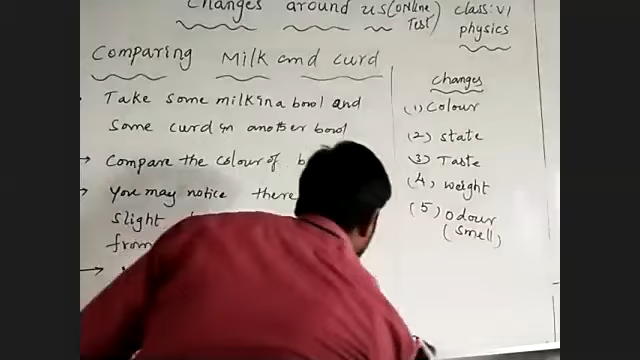 Changes around us (online Test) class: VI
physics
Comparing Milk and curd
Take some milk in a bowl and
Some curd in another bowl
→ Compare the colour of
→ You may notice there
slight
from
→
changes
(1) Colour
(2) state
(3) Taste
(4) weight
(5) Odour
(Smell)